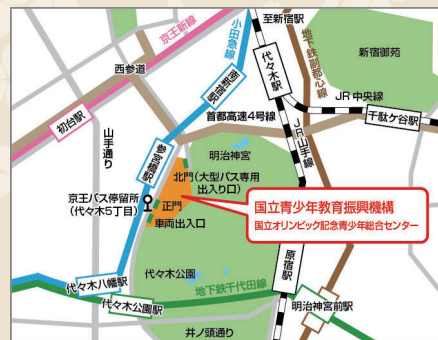 京王新線
小田急線
至新宿駅
新宿御苑
西参道
南新宿駅
代々木駅
地下鉄副都心線
JR中央線
千駄ヶ谷駅
初台駅
山手通り
首都高速4号線
参宮橋駅
明治神宮
JR山手線
北門(大型バス専用
出入り口)
京王バス停留所
(代々木5丁目)
正門
車両出入口
国立青少年教育振興機構
国立オリンピック記念青少年総合センター
原宿駅
代々木公園
代々木八幡駅
地下鉄千代田線
代々木公園駅
明治神宮前駅
井ノ頭通り